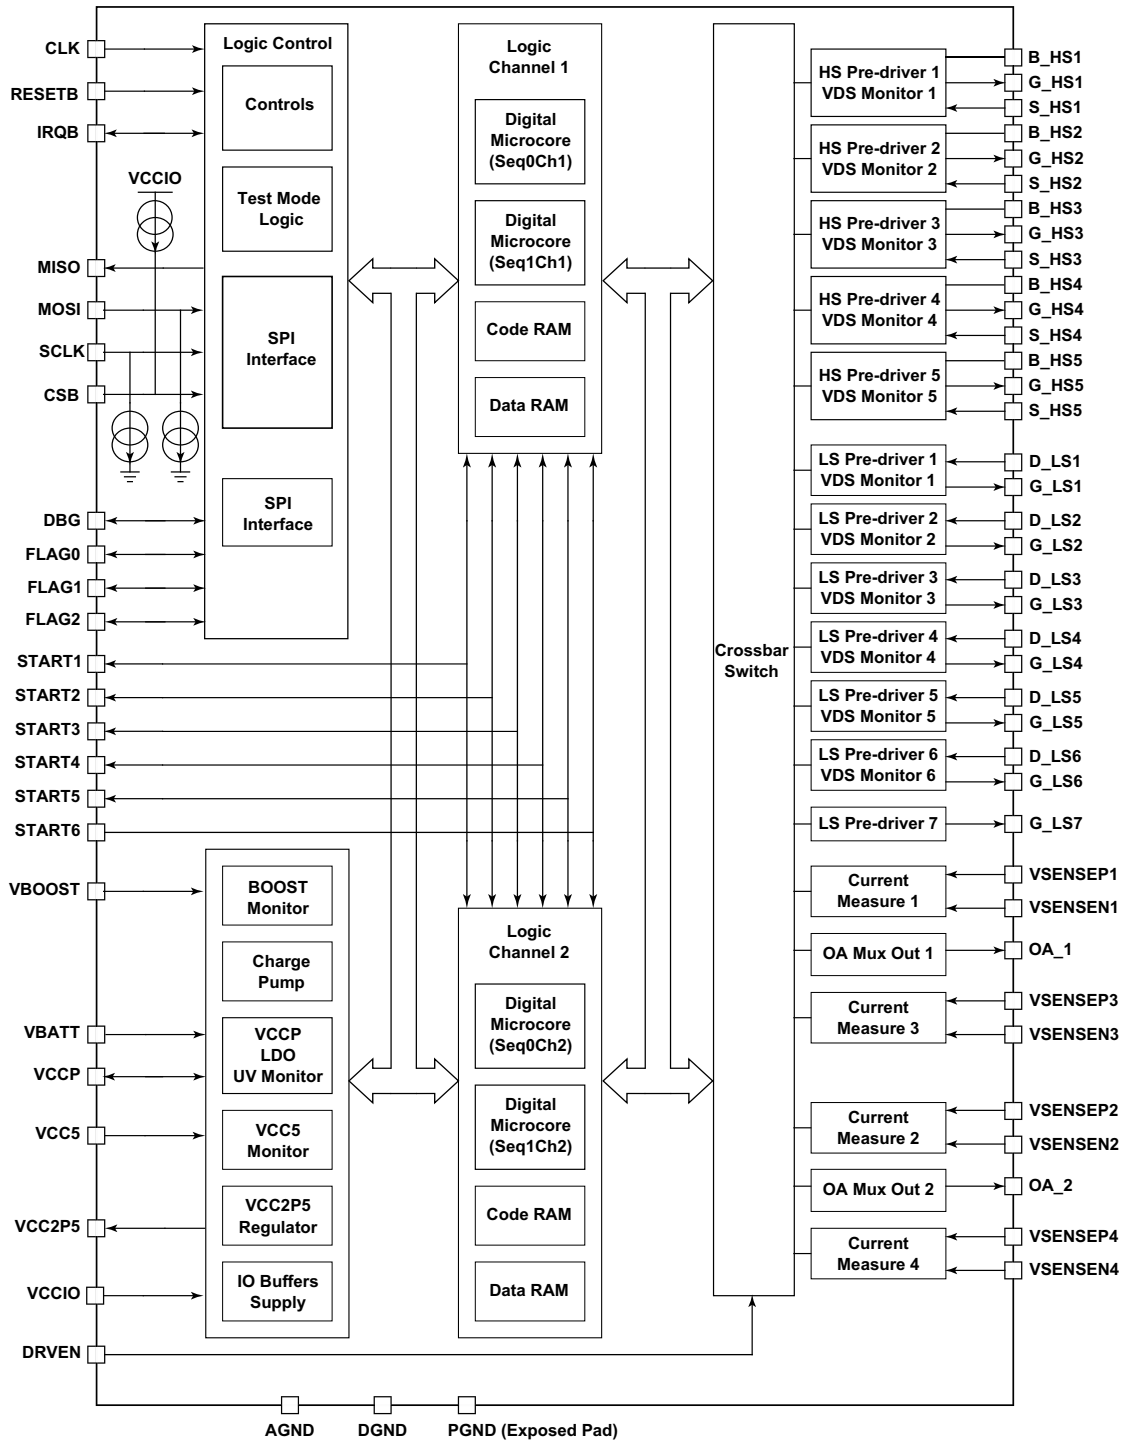 CLK
RESETB
IRQB
VCCIO
MISO
MOSI
SCLK
CSB
DBG
FLAG0
FLAG1
FLAG2
START1
START2
START3
START4
START5
START6
VBOOST
VBATT
VCCP
VCC5
VCC2P5
VCCIO
DRVEN
Logic Control
Controls
Test Mode
Logic
SPI
Interface
SPI
Interface
BOOST
Monitor
Charge
Pump
VCCP
LDO
UV Monitor
VCC5
Monitor
VCC2P5
Regulator
IO Buffers
Supply
Logic
Channel 1
Digital
Microcore
(Seq0Ch1)
Digital
Microcore
(Seq1Ch1)
Code RAM
Data RAM
Logic
Channel 2
Digital
Microcore
(Seq0Ch2)
Digital
Microcore
(Seq1Ch2)
Code RAM
Data RAM
Crossbar
Switch
HS Pre-driver 1
VDS Monitor 1
HS Pre-driver 2
VDS Monitor 2
HS Pre-driver 3
VDS Monitor 3
HS Pre-driver 4
VDS Monitor 4
HS Pre-driver 5
VDS Monitor 5
LS Pre-driver 1
VDS Monitor 1
LS Pre-driver 2
VDS Monitor 2
LS Pre-driver 3
VDS Monitor 3
LS Pre-driver 4
VDS Monitor 4
LS Pre-driver 5
VDS Monitor 5
LS Pre-driver 6
VDS Monitor 6
LS Pre-driver 7
Current
Measure 1
OA Mux Out 1
Current
Measure 3
Current
Measure 2
OA Mux Out 2
Current
Measure 4
B_HS1
G_HS1
S_HS1
B_HS2
G_HS2
S_HS2
B_HS3
G_HS3
S_HS3
B_HS4
G_HS4
S_HS4
B_HS5
G_HS5
S_HS5
D_LS1
G_LS1
D_LS2
G_LS2
D_LS3
G_LS3
D_LS4
G_LS4
D_LS5
G_LS5
D_LS6
G_LS6
G_LS7
VSENSEP1
VSENSEN1
OA_1
VSENSEP3
VSENSEN3
VSENSEP2
VSENSEN2
OA_2
VSENSEP4
VSENSEN4
AGND
DGND
PGND (Exposed Pad)